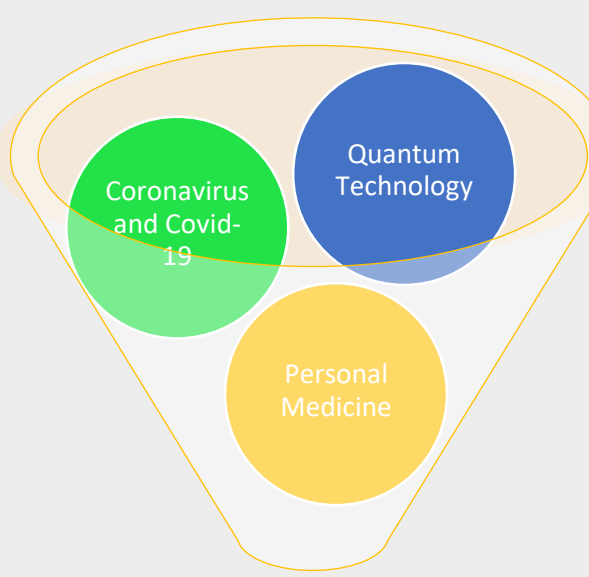 Coronavirus
and Covid-
19
Quantum
Technology
Personal
Medicine